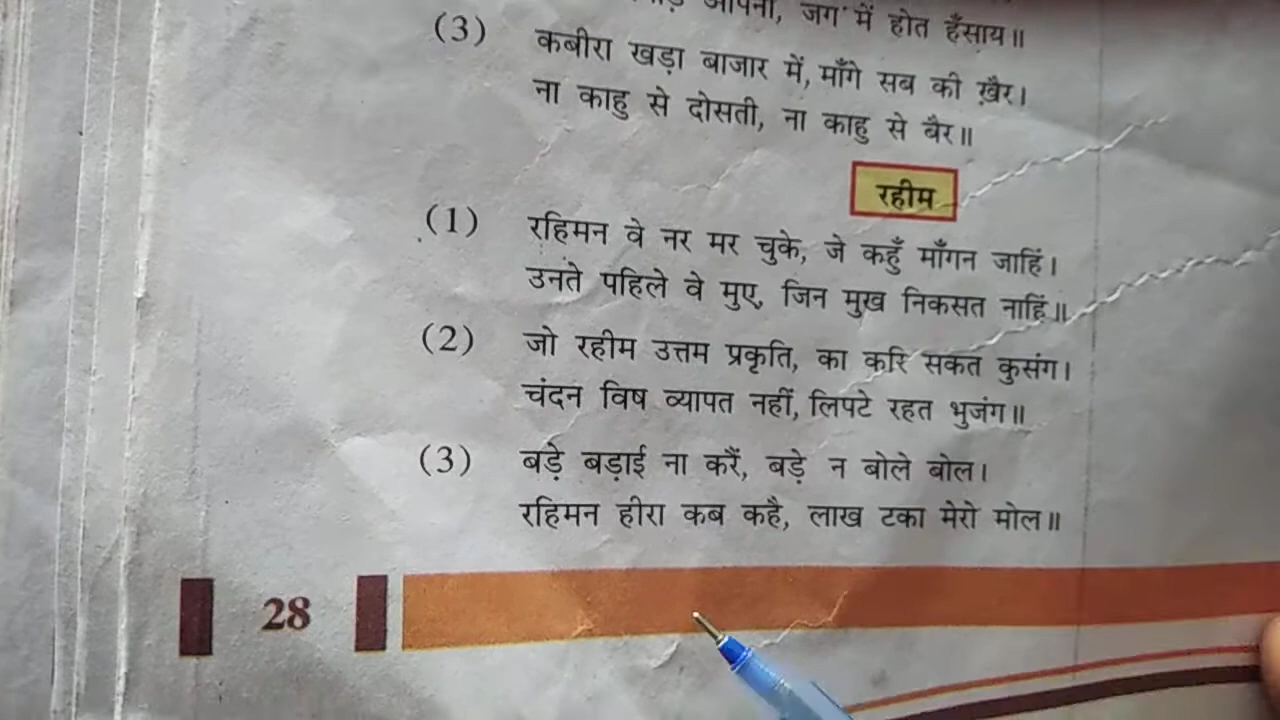 आपनो, जग में होत हँसाय॥
(3) कबीरा खड़ा बाजार में, माँगे सब की ख़ैर।
ना काहु से दोसती, ना काहु से बैर॥
रहीम
(1) रहिमन वे नर मर चुके, जे कहुँ माँगन जाहिं।
उनते पहिले वे मुए, जिन मुख निकसत नाहिं॥
(2) जो रहीम उत्तम प्रकृति, का करि सकत कुसंग।
चंदन विष व्यापत नहीं, लिपटे रहत भुजंग॥
(3) बड़े बड़ाई ना करैं, बड़े न बोले बोल।
रहिमन हीरा कब कहै, लाख टका मेरो मोल॥
28